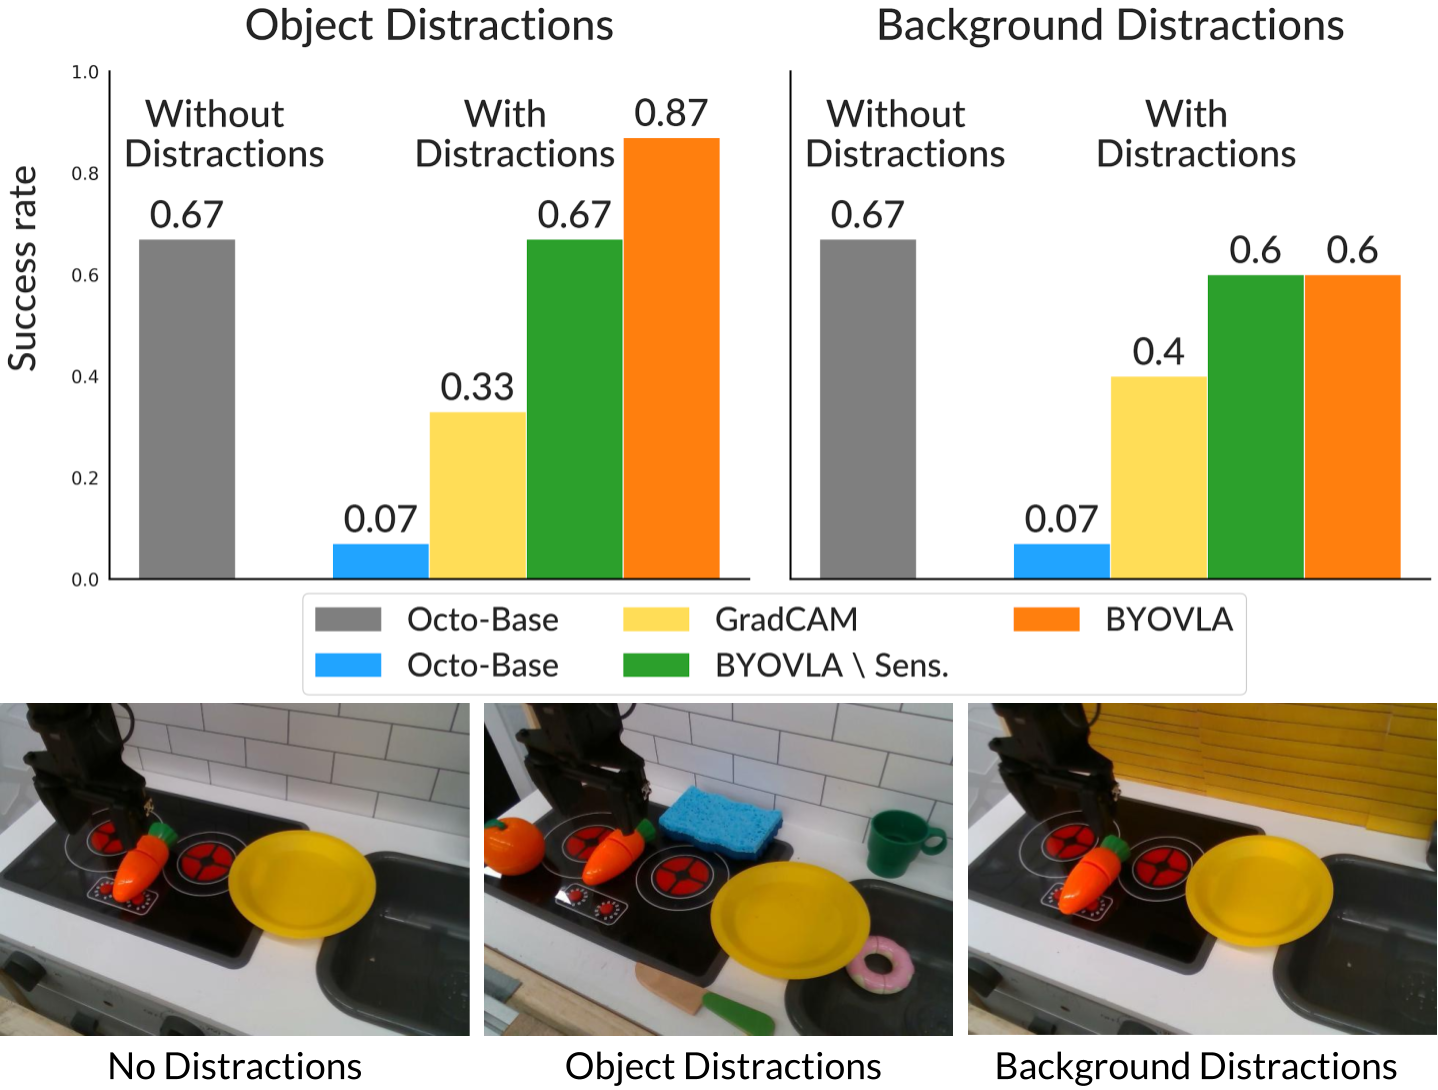 Object Distractions
Background Distractions
Success rate
1.0
0.8
0.6
0.4
0.2
0.0
Without
Distractions
With
Distractions
0.67
0.07
0.33
0.67
0.87
Without
Distractions
With
Distractions
0.67
0.07
0.4
0.6
0.6
Octo-Base
GradCAM
BYOVLA
Octo-Base
BYOVLA \ Sens.
No Distractions
Object Distractions
Background Distractions